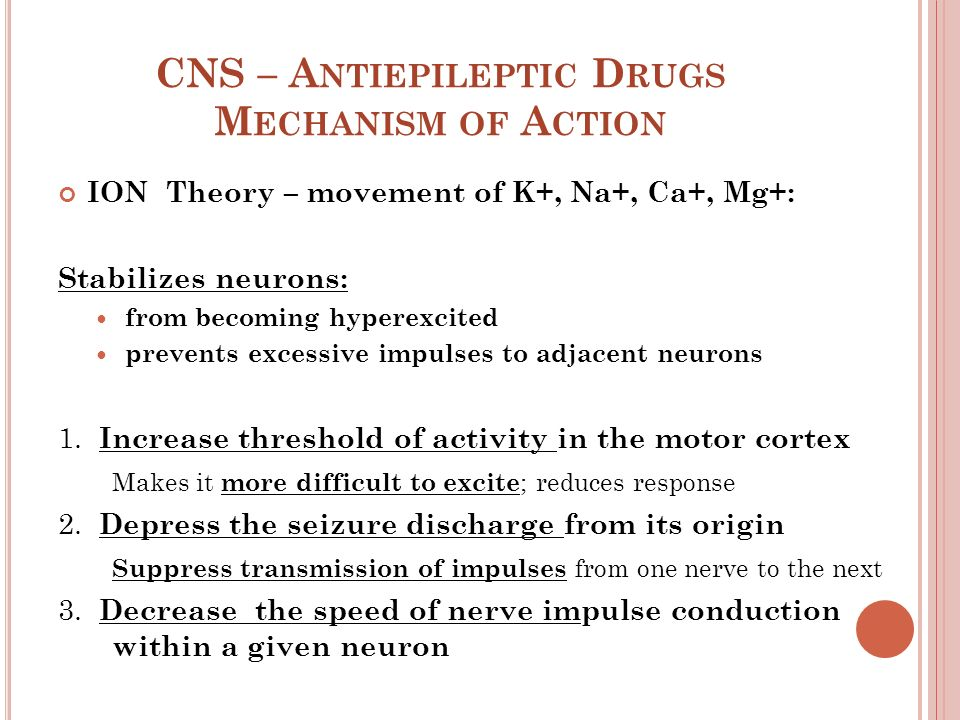 CNS – ANTIEPILEPTIC DRUGS
MECHANISM OF ACTION
ION Theory – movement of K+, Na+, Ca+, Mg+:
Stabilizes neurons:
from becoming hyperexcited
prevents excessive impulses to adjacent neurons
1. Increase threshold of activity in the motor cortex
Makes it more difficult to excite; reduces response
2. Depress the seizure discharge from its origin
Suppress transmission of impulses from one nerve to the next
3. Decrease the speed of nerve impulse conduction
within a given neuron